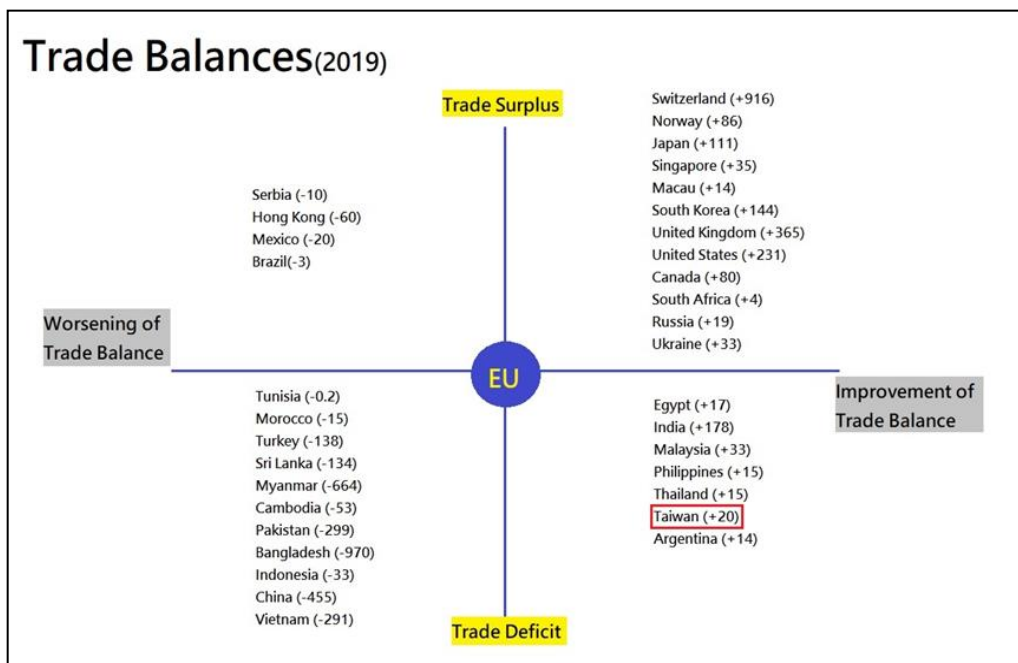 Trade Balances(2019)
Trade Surplus
Serbia (-10)
Hong Kong (-60)
Mexico (-20)
Brazil(-3)
Switzerland (+916)
Norway (+86)
Japan (+111)
Singapore (+35)
Macau (+14)
South Korea (+144)
United Kingdom (+365)
United States (+231)
Canada (+80)
South Africa (+4)
Russia (+19)
Ukraine (+33)
Worsening of
Trade Balance
EU
Improvement of
Trade Balance
Tunisia (-0.2)
Morocco (-15)
Turkey (-138)
Sri Lanka (-134)
Myanmar (-664)
Cambodia (-53)
Pakistan (-299)
Bangladesh (-970)
Indonesia (-33)
China (-455)
Vietnam (-291)
Egypt (+17)
India (+178)
Malaysia (+33)
Philippines (+15)
Thailand (+15)
Taiwan (+20)
Argentina (+14)
Trade Deficit